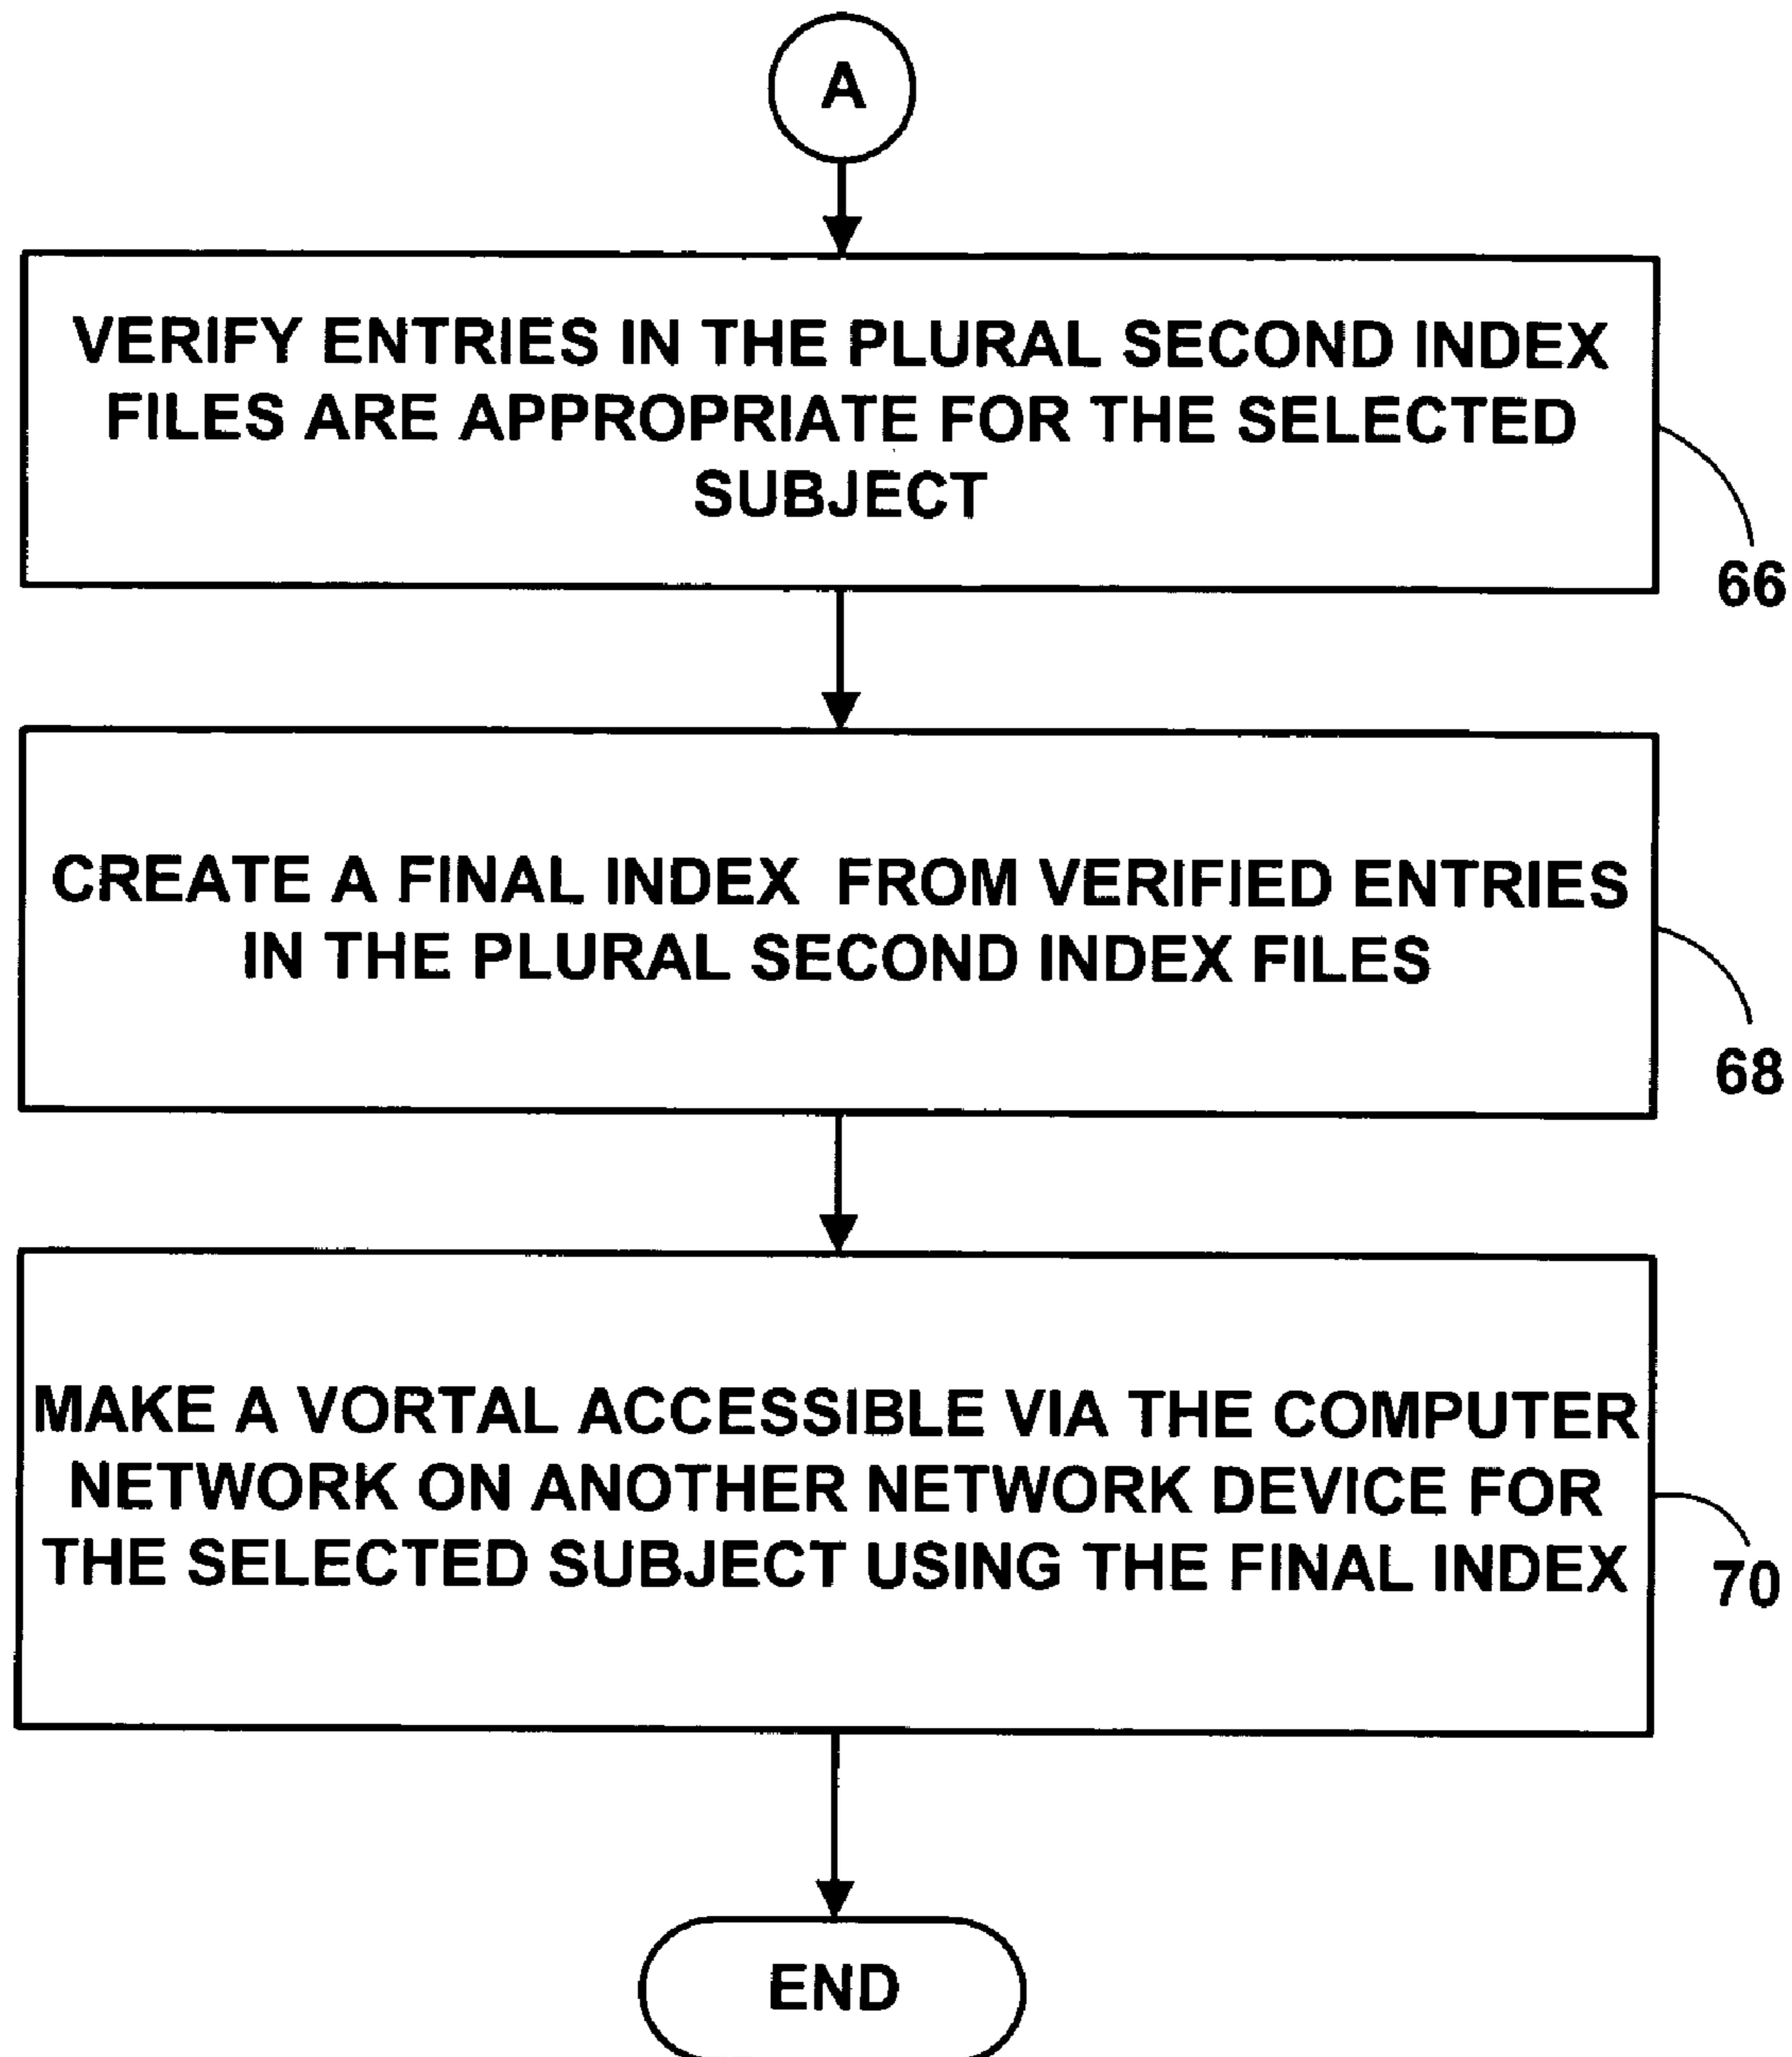 A
VERIFY ENTRIES IN THE PLURAL SECOND INDEX
FILES ARE APPROPRIATE FOR THE SELECTED
SUBJECT
66
CREATE A FINAL INDEX FROM VERIFIED ENTRIES
IN THE PLURAL SECOND INDEX FILES
68
MAKE A VORTAL ACCESSIBLE VIA THE COMPUTER
NETWORK ON ANOTHER NETWORK DEVICE FOR
THE SELECTED SUBJECT USING THE FINAL INDEX
70
END